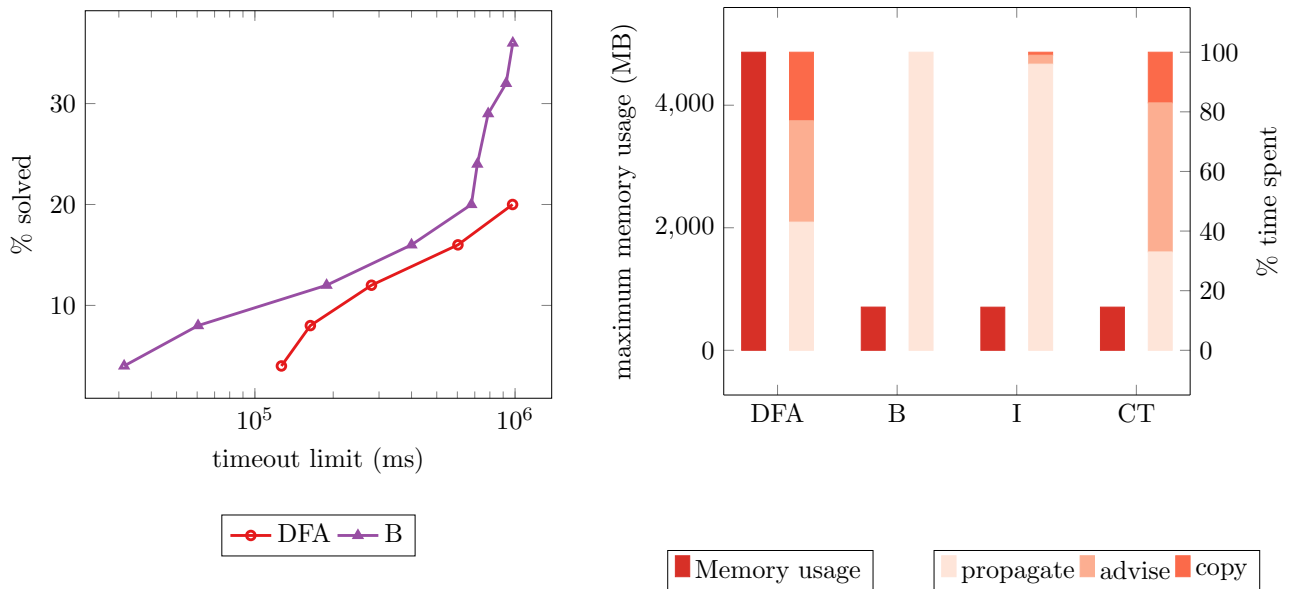 % solved
30
20
10
10^5
10^6
timeout limit (ms)
DFA
B
maximum memory usage (MB)
4,000
2,000
0
100
80
60
40
20
0
% time spent
DFA
B
I
CT
Memory usage
propagate
advise
copy